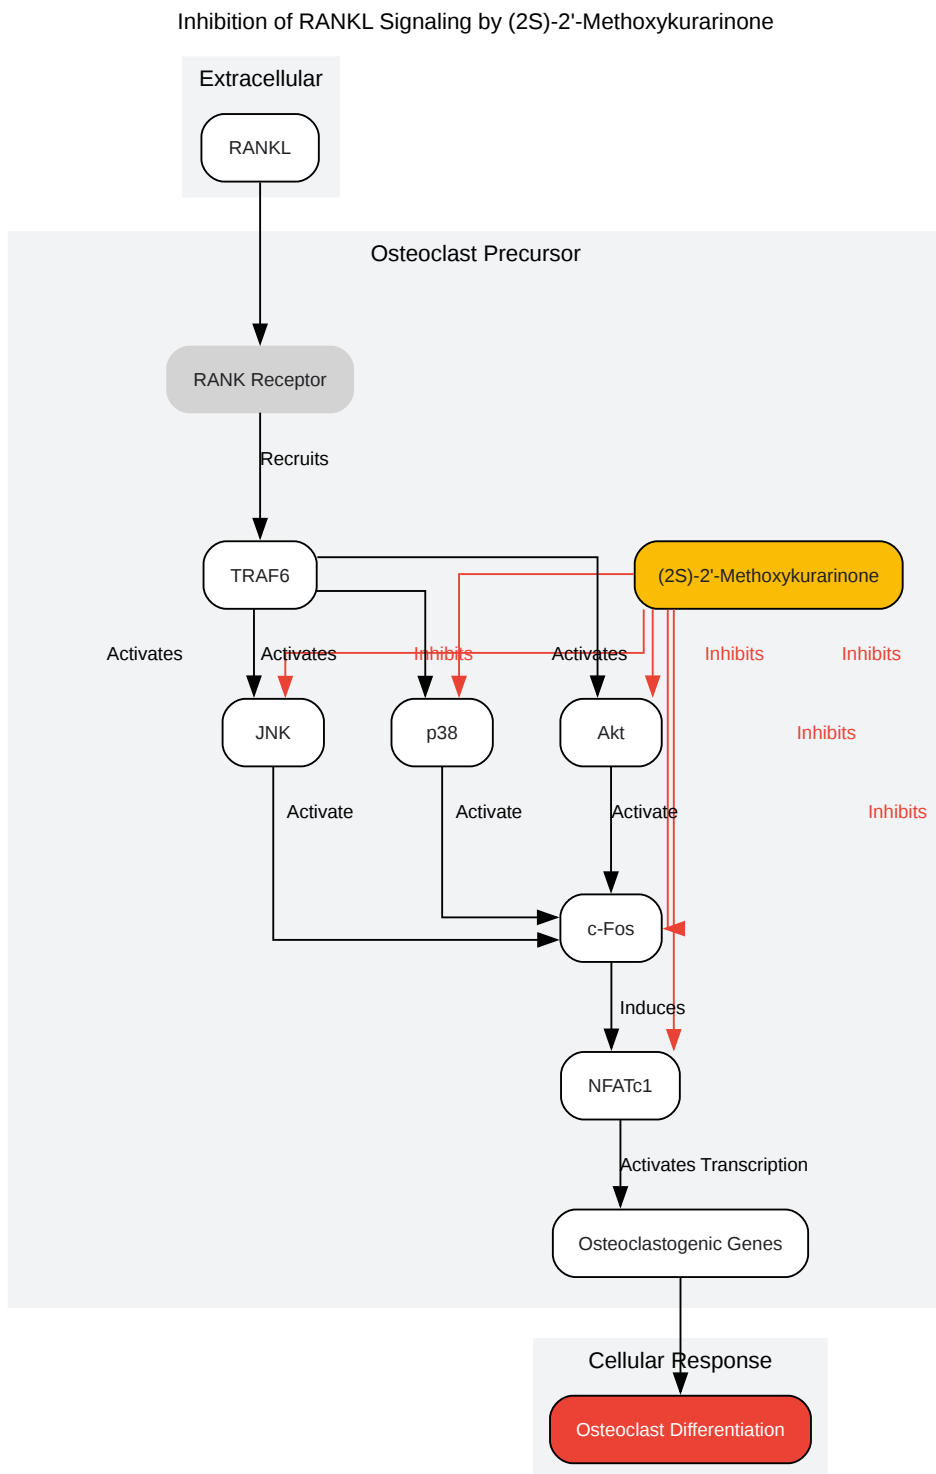 Inhibition of RANKL Signaling by (2S)-2'-Methoxykurarinone
Extracellular
RANKL
Osteoclast Precursor
RANK Receptor
Recruits
TRAF6
(2S)-2'-Methoxykurarinone
Activates
Activates
Inhibits
Activates
Inhibits
Inhibits
JNK
p38
Akt
Inhibits
Activate
Activate
Activate
Inhibits
c-Fos
Induces
NFATc1
Activates Transcription
Osteoclastogenic Genes
Cellular Response
Osteoclast Differentiation